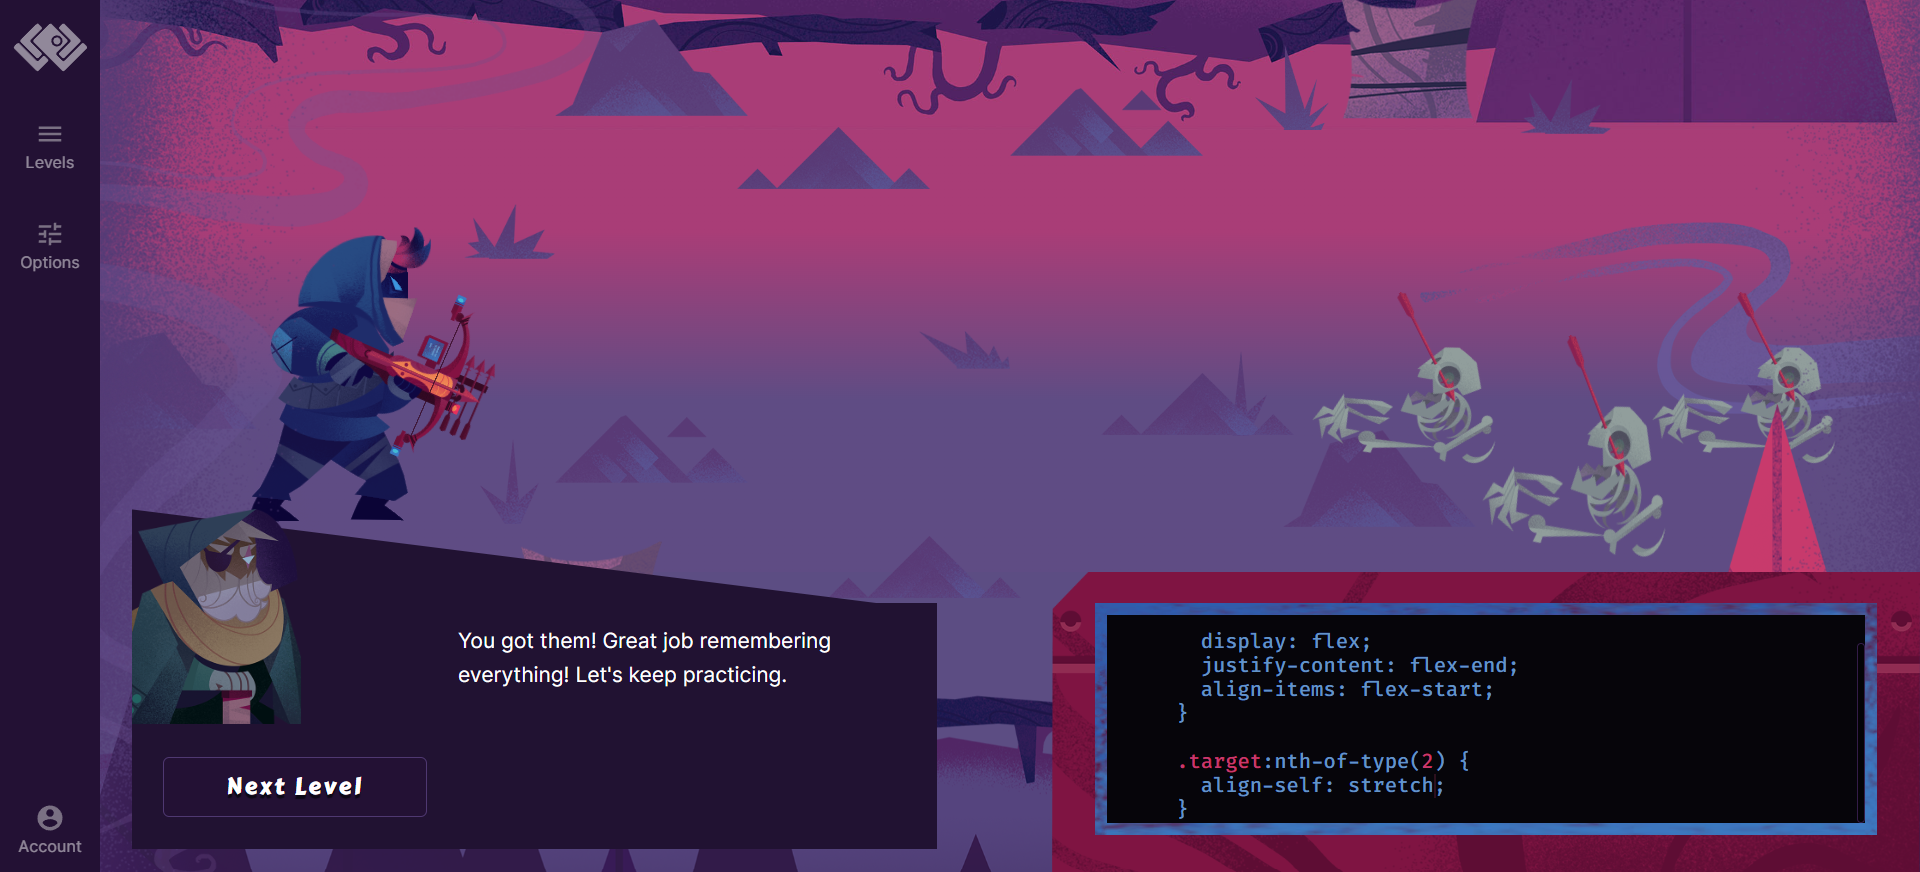 Levels
Options
You got them! Great job remembering
everything! Let's keep practicing.
Next Level
Account
display: flex;
justify-content: flex-end;
align-items: flex-start;
}
.target:nth-of-type(2) {
align-self: stretch;
}